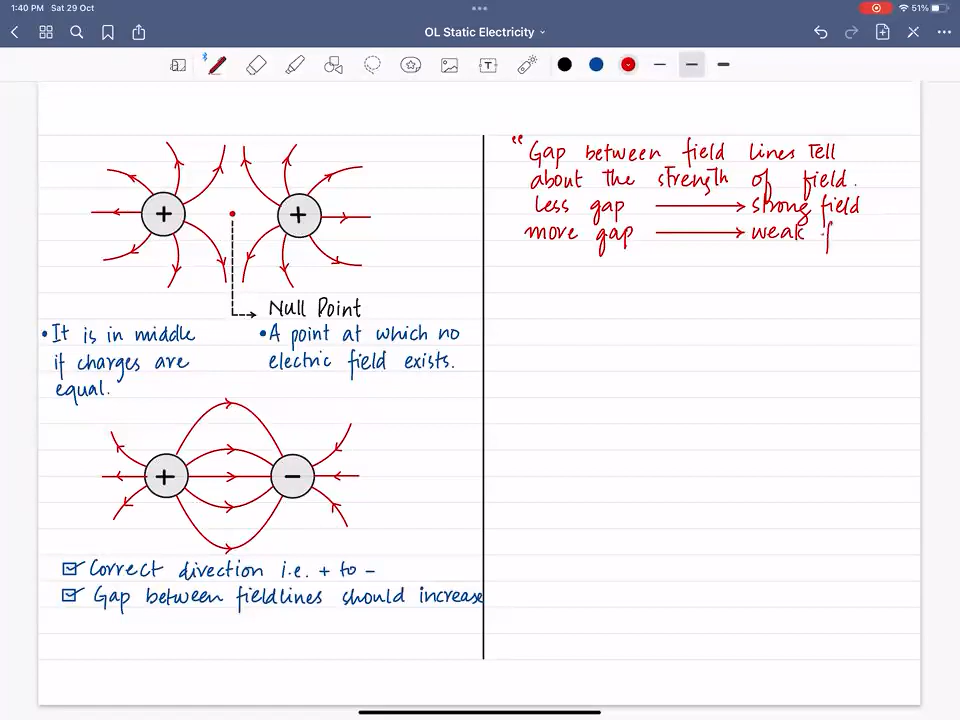 1:40 PM Sat 29 Oct
51%
OL Static Electricity
T
+ +
Null Point
• It is in middle
if charges are
equal.
• A point at which no
electric field exists.
+ −
Correct direction i.e. + to −
Gap between fieldlines should increase
“Gap between field lines tell
about the strength of field.
less gap → strong field
more gap → weak f